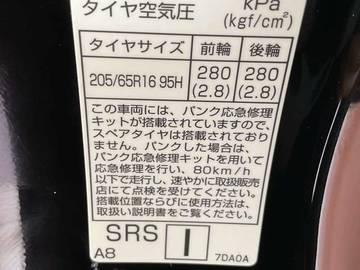 タイヤ空気圧 kPa
(kgf/cm²)
タイヤサイズ 前輪 後輪
205/65R16 95H 280 280
(2.8) (2.8)
この車両には、パンク応急修理
キットが搭載されていますので、
スペアタイヤは搭載されており
ません。パンクした場合は、
パンク応急修理キットを用いて
応急修理を行い、80km/h
以下で走行し、速やかに取扱販売
店にて点検を受けてください。
搭載位置ならびに使用方法は、
取扱い説明書をご覧ください。
SRS I
A8 7DA0A